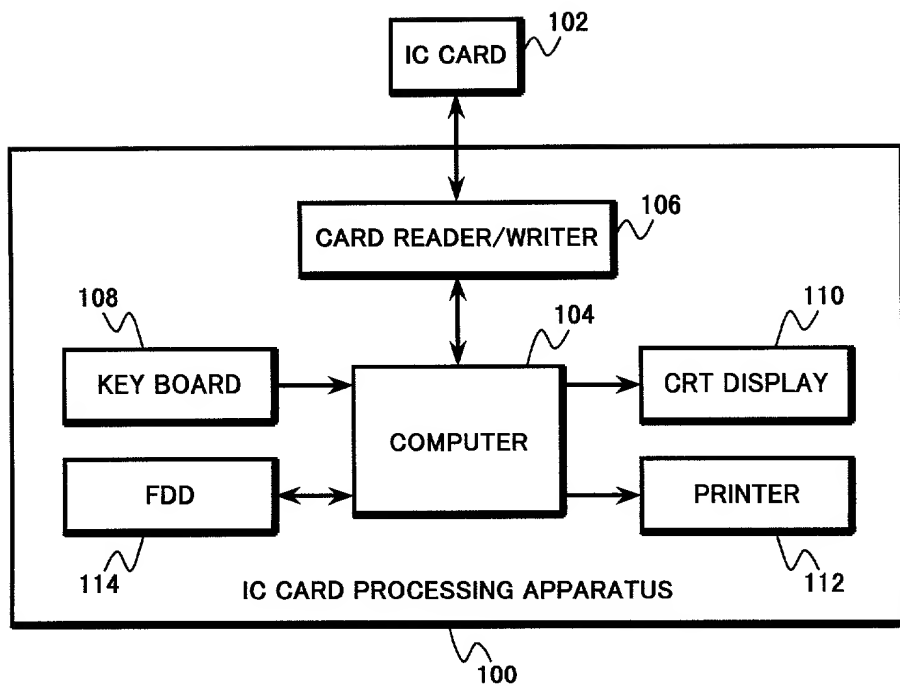 102
IC CARD
106
CARD READER/WRITER
108
104
110
KEY BOARD
CRT DISPLAY
COMPUTER
FDD
PRINTER
114
112
IC CARD PROCESSING APPARATUS
100